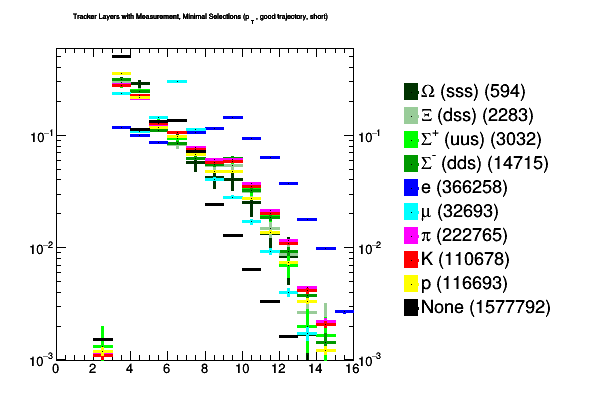 Tracker Layers with Measurement, Minimal Selections (p_T, good trajectory, short)
10⁻¹
10⁻²
10⁻³
10⁻¹
10⁻²
10⁻³
0 2 4 6 8 10 12 14 16
Ω (sss) (594)
Ξ (dss) (2283)
Σ⁺ (uus) (3032)
Σ⁻ (dds) (14715)
e (366258)
μ (32693)
π (222765)
K (110678)
p (116693)
None (1577792)